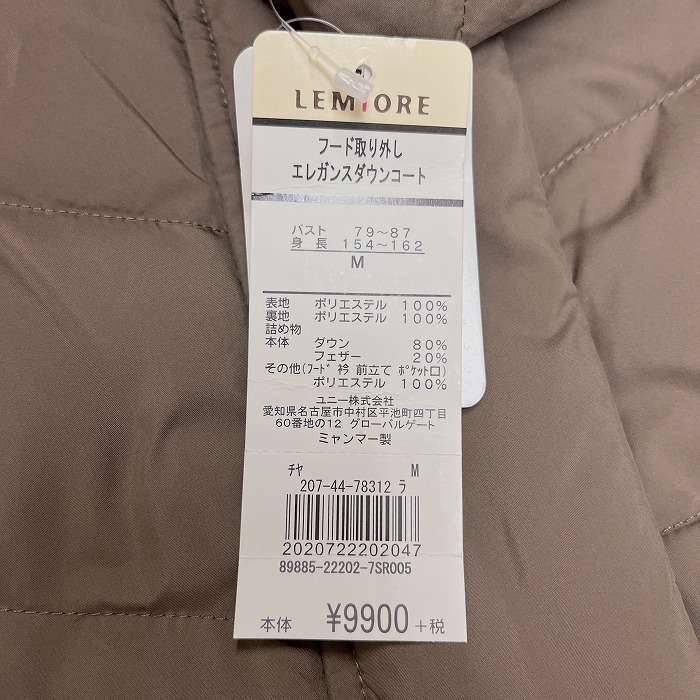 LEMIORE
フード取り外し
エレガンスダウンコート
バスト 79～87
身長 154～162
M
表地 ポリエステル 100%
裏地 ポリエステル 100%
詰め物
本体 ダウン 80%
フェザー 20%
その他(ﾌｰﾄﾞ 衿 前立て ﾎﾟｹｯﾄ口)
ポリエステル 100%
ユニー株式会社
愛知県名古屋市中村区平池町四丁目
60番地の12 グローバルゲート
ミャンマー製
ﾁﾔ M
207-44-78312 ラ
2020722202047
89885-22202-7SR005
本体 ¥9900 +税